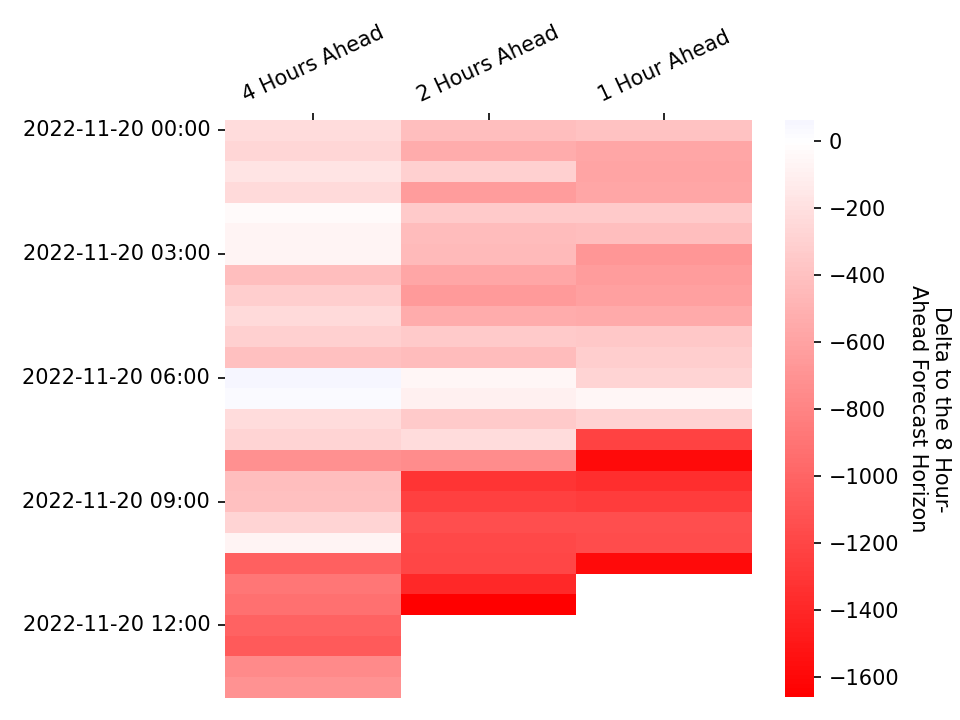 4 Hours Ahead
2 Hours Ahead
1 Hour Ahead
2022-11-20 00:00
2022-11-20 03:00
2022-11-20 06:00
2022-11-20 09:00
2022-11-20 12:00
0
−200
−400
−600
−800
−1000
−1200
−1400
−1600
Delta to the 8 Hour-
Ahead Forecast Horizon